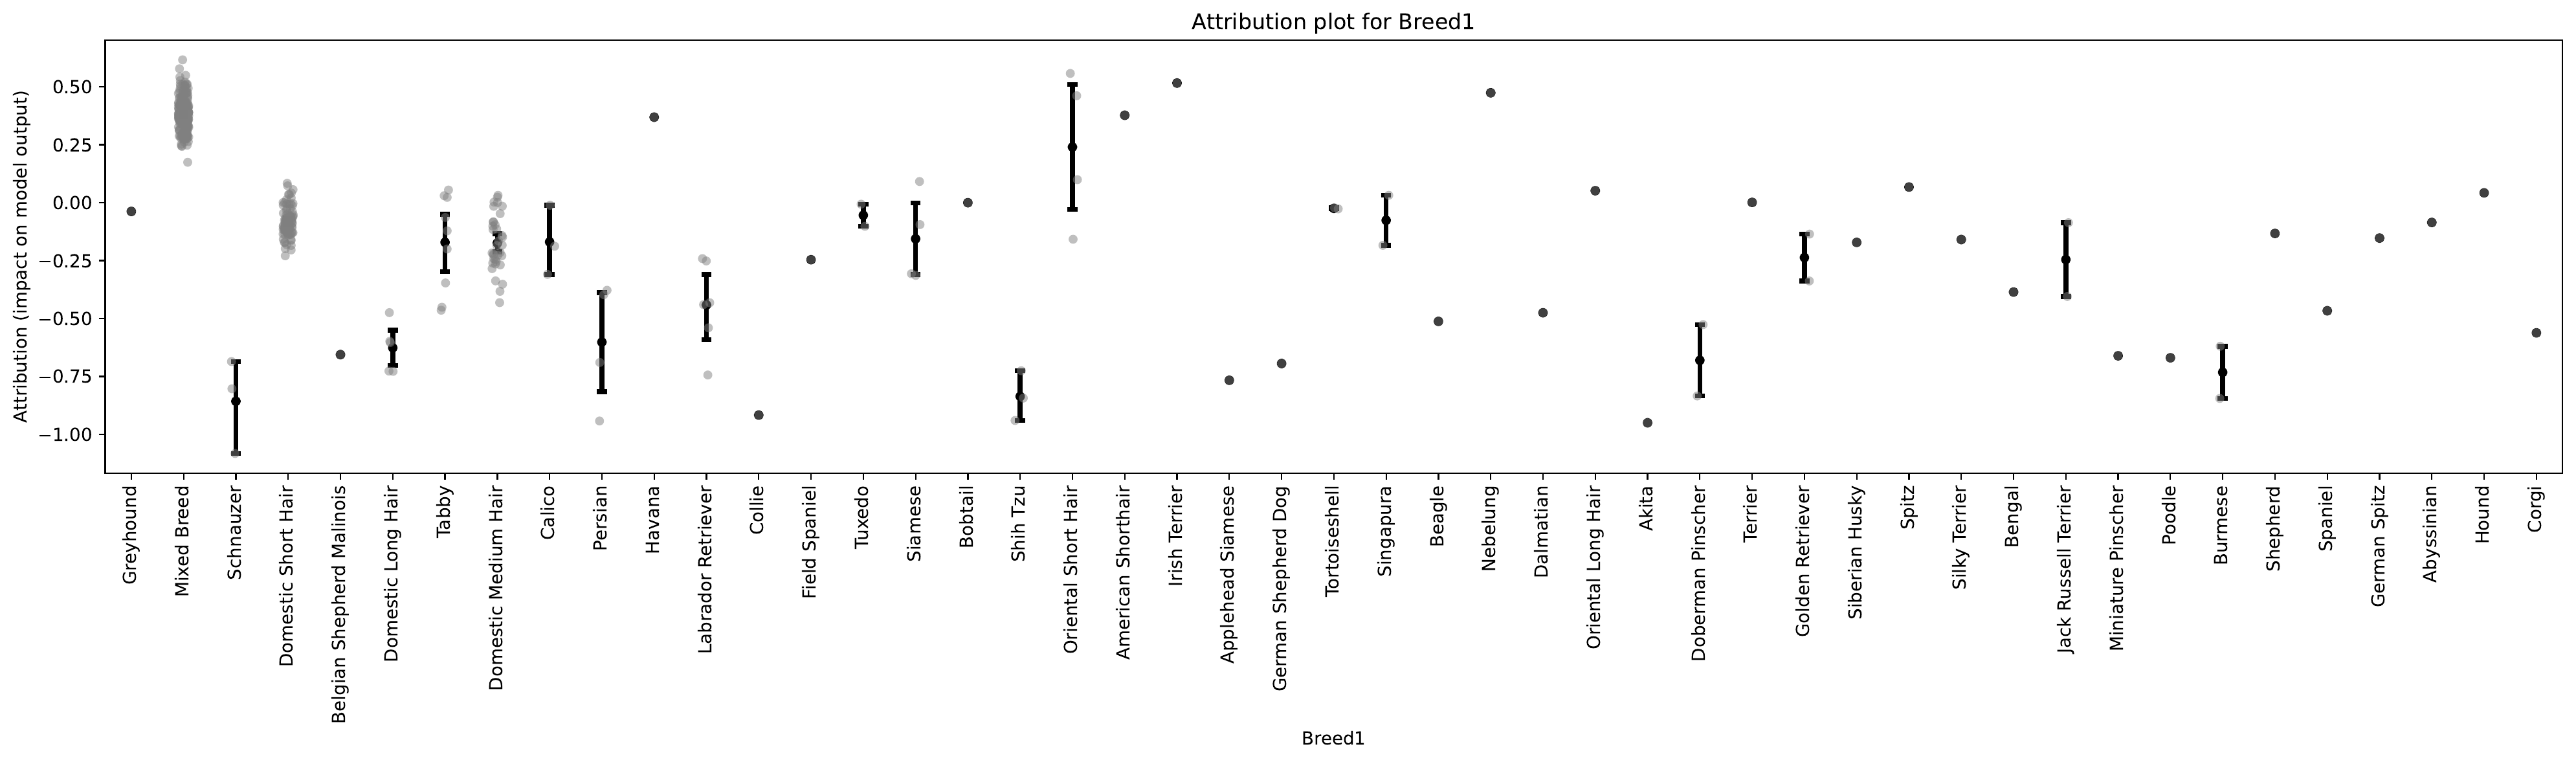 Attribution plot for Breed1
Attribution (impact on model output)
0.50
0.25
0.00
−0.25
−0.50
−0.75
−1.00
Greyhound
Mixed Breed
Schnauzer
Domestic Short Hair
Belgian Shepherd Malinois
Domestic Long Hair
Tabby
Domestic Medium Hair
Calico
Persian
Havana
Labrador Retriever
Collie
Field Spaniel
Tuxedo
Siamese
Bobtail
Shih Tzu
Oriental Short Hair
American Shorthair
Irish Terrier
Applehead Siamese
German Shepherd Dog
Tortoiseshell
Singapura
Beagle
Nebelung
Dalmatian
Oriental Long Hair
Akita
Doberman Pinscher
Terrier
Golden Retriever
Siberian Husky
Spitz
Silky Terrier
Bengal
Jack Russell Terrier
Miniature Pinscher
Poodle
Burmese
Shepherd
Spaniel
German Spitz
Abyssinian
Hound
Corgi
Breed1